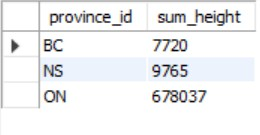 province_id sum_height
BC 7720
NS 9765
ON 678037